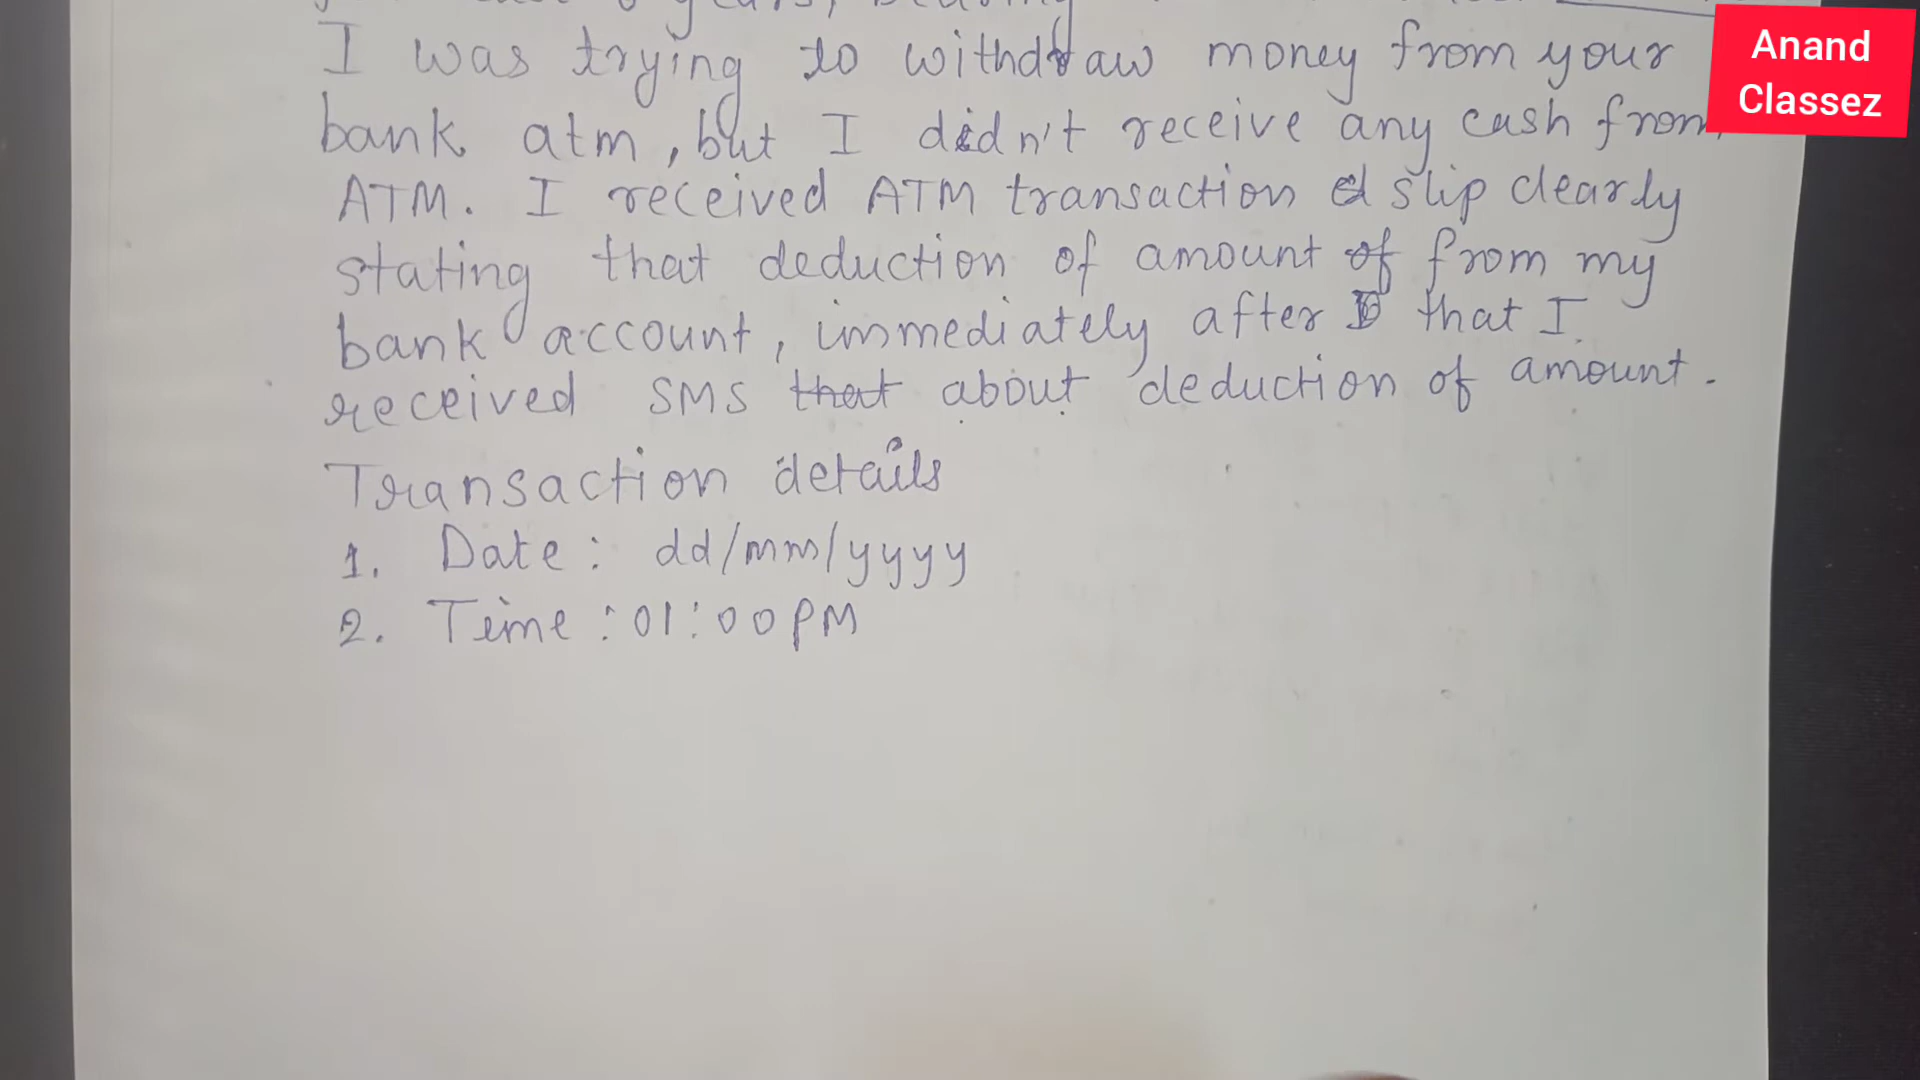 I was trying to withdraw money from your
bank atm, but I didn't receive any cash from
ATM. I received ATM transaction slip clearly
stating that deduction of amount of from my
bank account, immediately after that I
received SMS that about deduction of amount.
Transaction details
1. Date : dd/mm/yyyy
2. Time : 01:00 PM
Anand
Classez